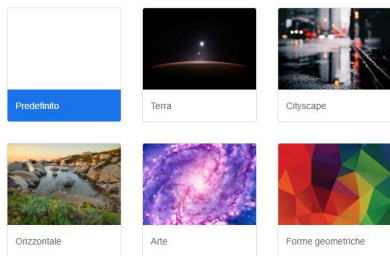 Predefinito
Terra
Cityscape
Orizzontale
Arte
Forme geometriche